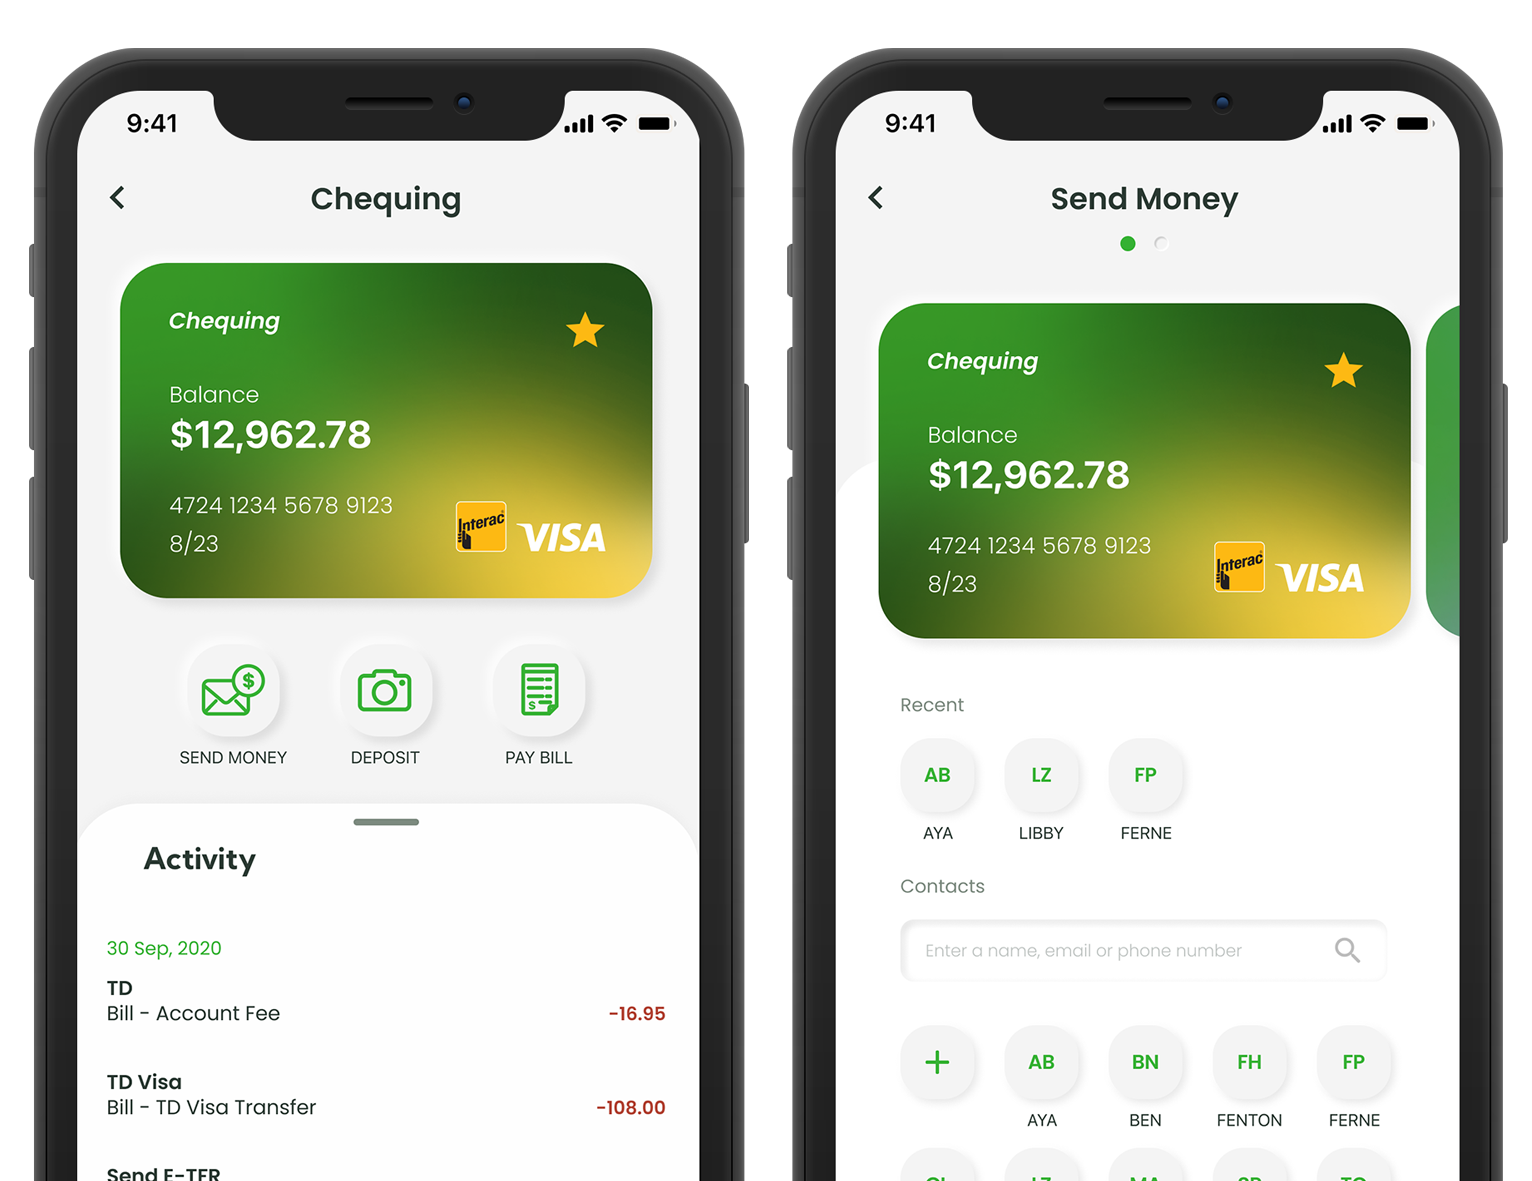 9:41
Chequing
Chequing
Balance
$12,962.78
4724 1234 5678 9123
8/23
Interac
VISA
SEND MONEY
DEPOSIT
PAY BILL
Activity
30 Sep, 2020
TD
Bill - Account Fee
-16.95
TD Visa
Bill - TD Visa Transfer
-108.00
Send E-TFR
9:41
Send Money
Chequing
Balance
$12,962.78
4724 1234 5678 9123
8/23
Interac
VISA
Recent
AB
LZ
FP
AYA
LIBBY
FERNE
Contacts
Enter a name, email or phone number
+
AB
BN
FH
FP
AYA
BEN
FENTON
FERNE